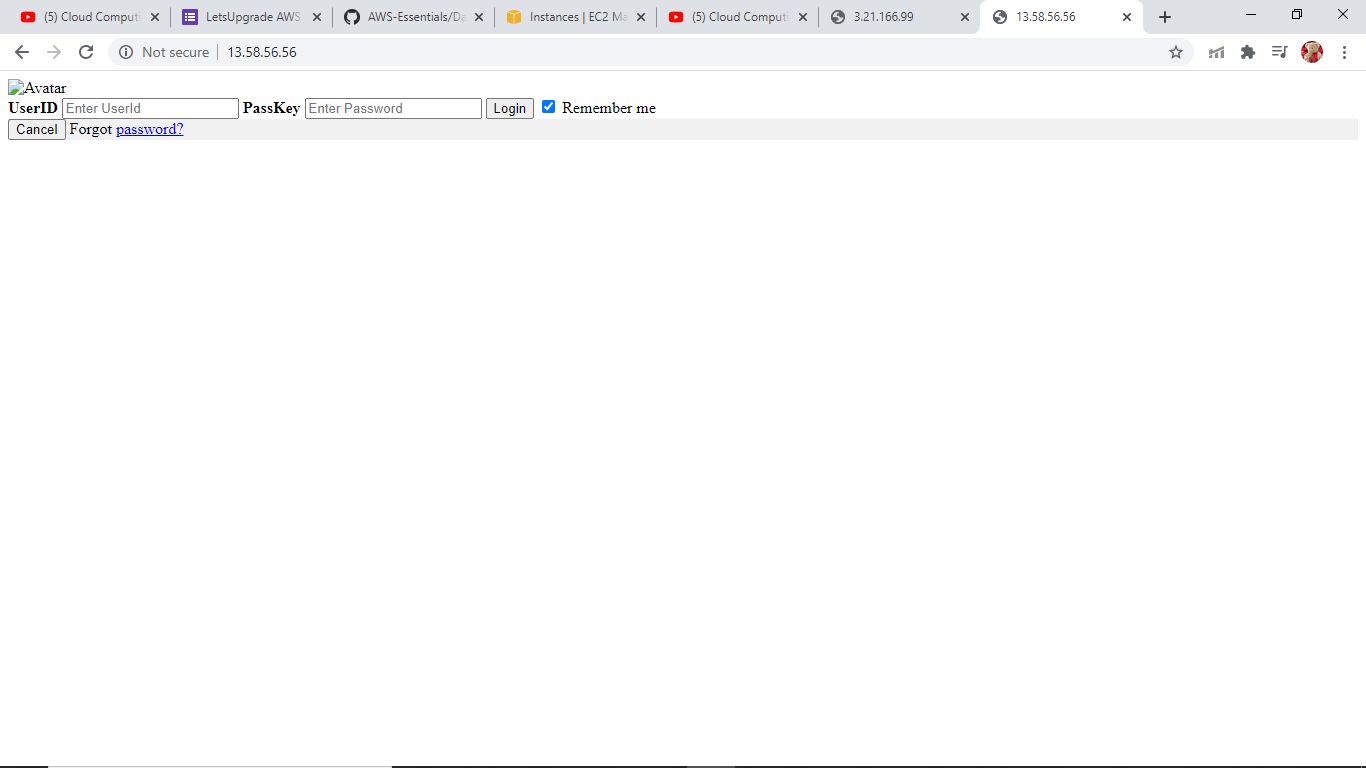 (5) Cloud Comput LetsUpgrade AWS AWS-Essentials/Da Instances | EC2 Ma (5) Cloud Comput 3.21.166.99 13.58.56.56
Not secure 13.58.56.56
Avatar
UserID Enter UserId PassKey Enter Password Login Remember me
Cancel Forgot password?